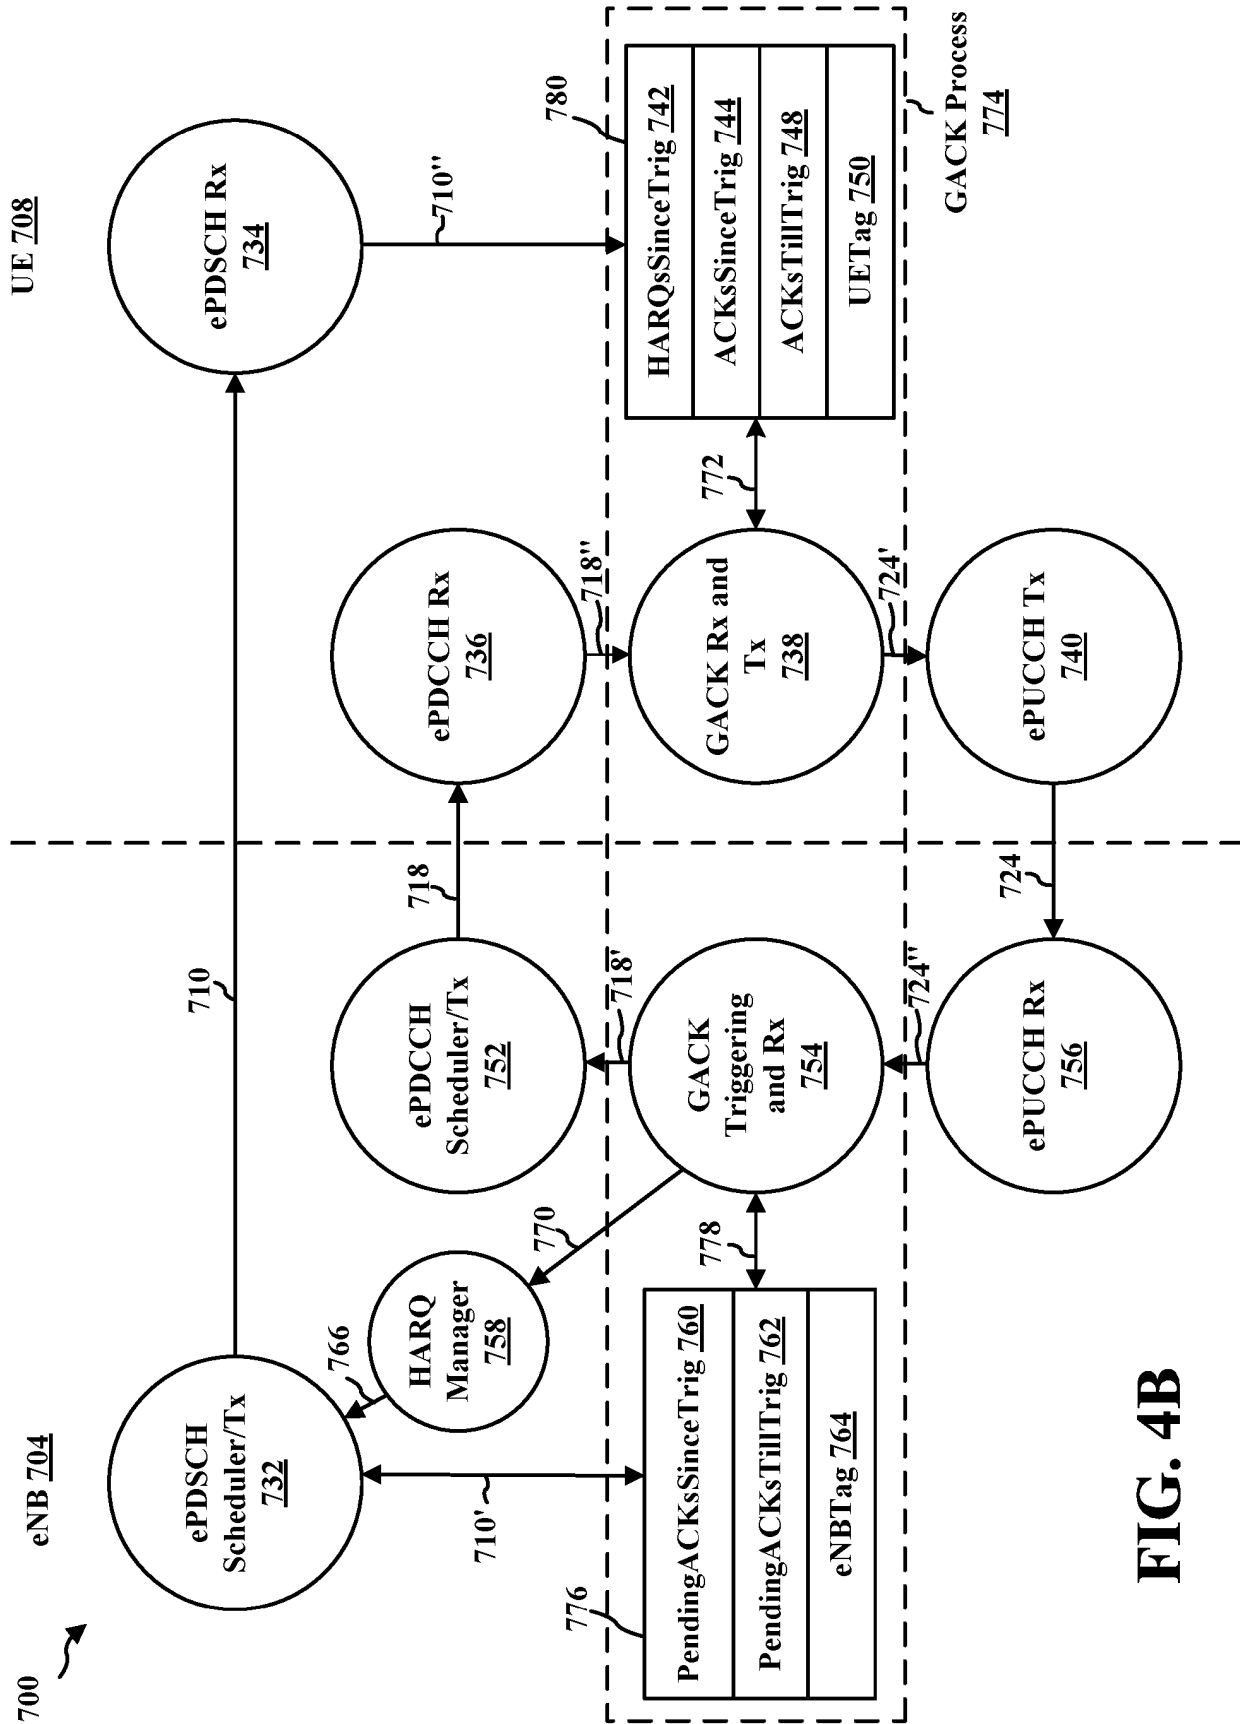 700
eNB 704
UE 708
ePDSCH
Scheduler/Tx
732
710
ePDSCH Rx
734
766
HARQ
Manager
758
ePDCCH
Scheduler/Tx
752
718
ePDCCH Rx
736
710'
770
718'
718''
710''
776
780
PendingACKsSinceTrig 760
PendingACKsTillTrig 762
eNBTag 764
778
GACK
Triggering
and Rx
754
GACK Rx and
Tx
738
772
HARQsSinceTrig 742
ACKsSinceTrig 744
ACKsTillTrig 748
UETag 750
724''
724'
GACK Process
774
ePUCCH Rx
756
724
ePUCCH Tx
740
FIG. 4B